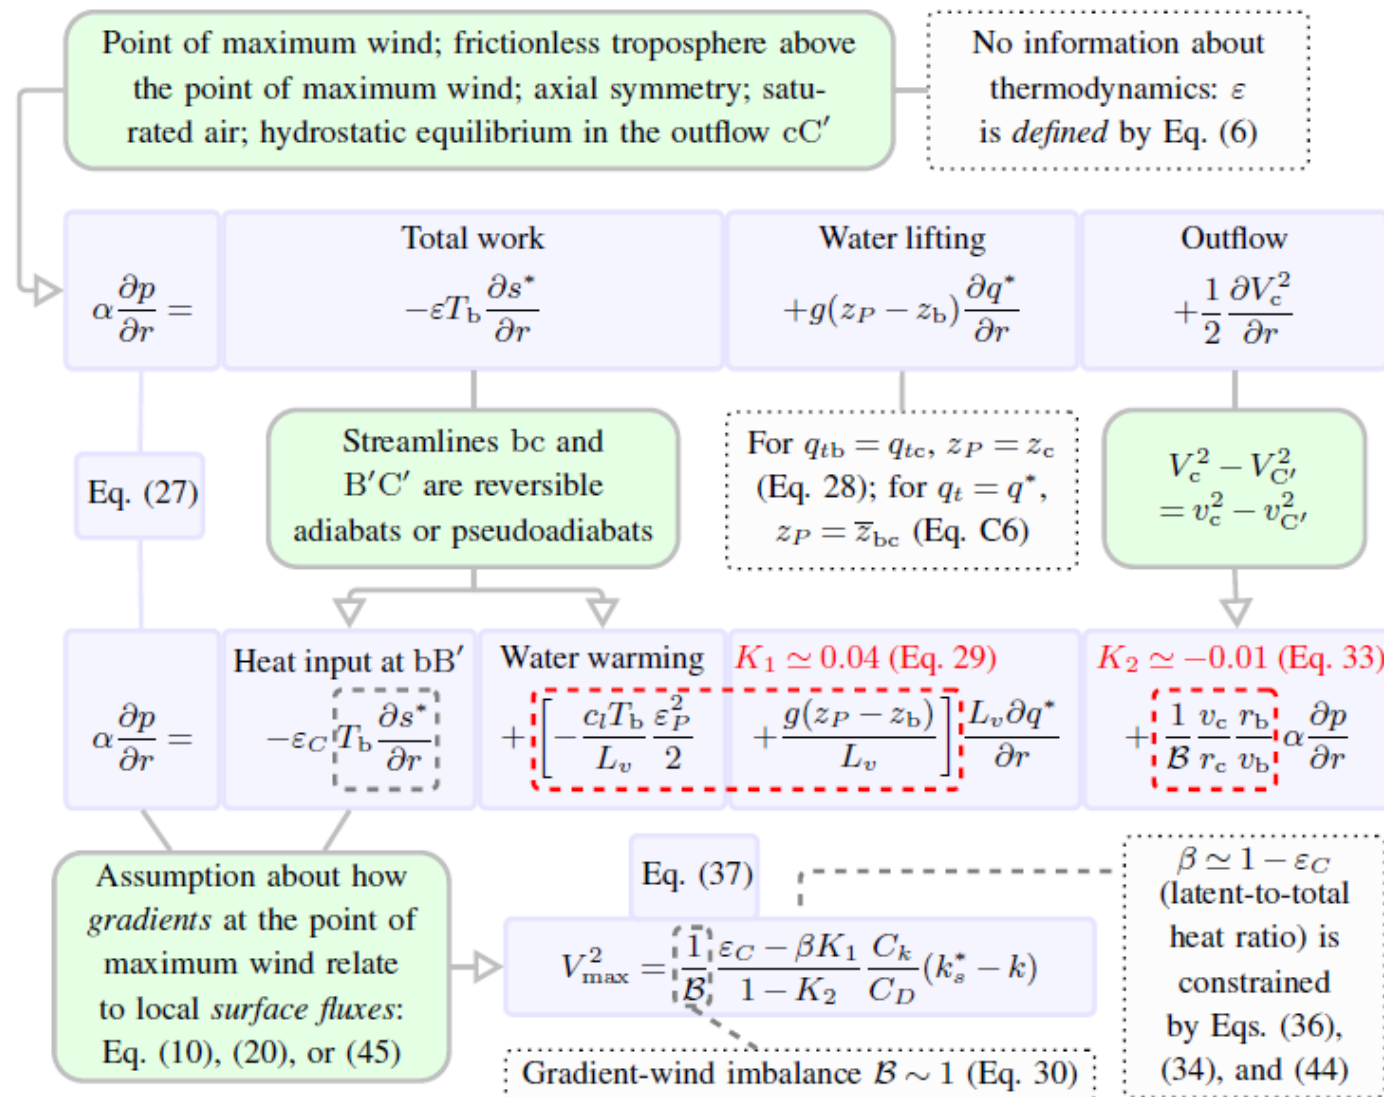 Point of maximum wind; frictionless troposphere above
the point of maximum wind; axial symmetry; satu-
rated air; hydrostatic equilibrium in the outflow cC′
No information about
thermodynamics: ε
is defined by Eq. (6)
Total work
Water lifting
Outflow
α ∂p/∂r =
−εT_b ∂s*/∂r
+g(z_P − z_b) ∂q*/∂r
+ 1/2 ∂V_c²/∂r
Eq. (27)
Streamlines bc and
B′C′ are reversible
adiabats or pseudoadiabats
For q_tb = q_tc, z_P = z_c
(Eq. 28); for q_t = q*,
z_P = z̅_bc (Eq. C6)
V_c² − V_C′²
= v_c² − v_C′²
Heat input at bB′
Water warming
K₁ ≃ 0.04 (Eq. 29)
K₂ ≃ −0.01 (Eq. 33)
α ∂p/∂r =
−ε_C T_b ∂s*/∂r
+ [ − c_l T_b/L_v ε_P²/2
+ g(z_P − z_b)/L_v ] L_v ∂q*/∂r
+ 1/ℬ v_c/r_c r_b/v_b α ∂p/∂r
Assumption about how
gradients at the point of
maximum wind relate
to local surface fluxes:
Eq. (10), (20), or (45)
Eq. (37)
V²_max = 1/ℬ (ε_C − βK₁)/(1 − K₂) C_k/C_D (k_s* − k)
Gradient-wind imbalance ℬ ∼ 1 (Eq. 30)
β ≃ 1 − ε_C
(latent-to-total
heat ratio) is
constrained
by Eqs. (36),
(34), and (44)